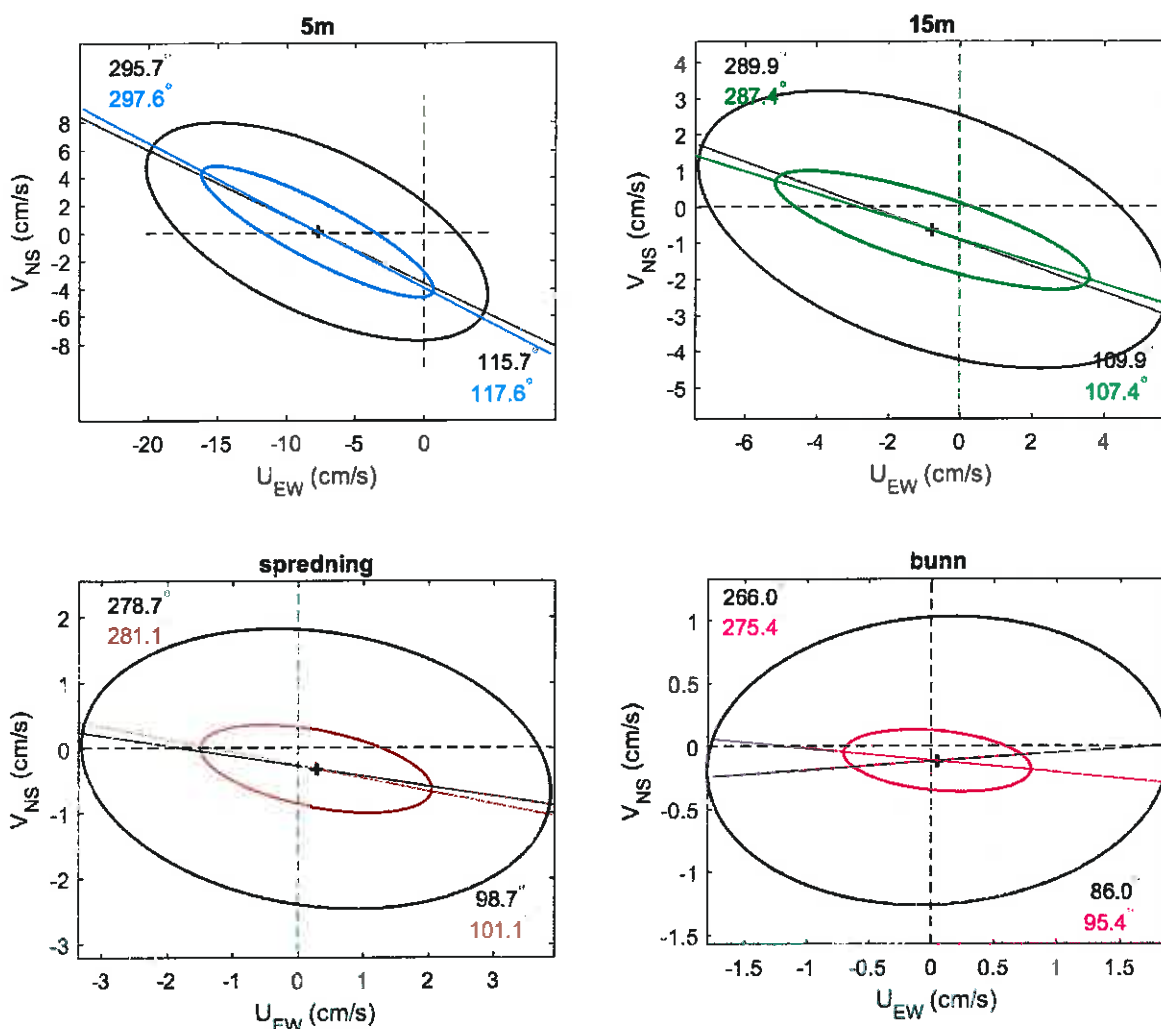 5m
295.7°
297.6°
8
6
4
2
0
-2
-4
-6
-8
V_NS (cm/s)
115.7°
117.6°
-20 -15 -10 -5 0
U_EW (cm/s)
15m
289.9°
287.4°
4
3
2
1
0
-1
-2
-3
-4
-5
V_NS (cm/s)
109.9°
107.4°
-6 -4 -2 0 2 4
U_EW (cm/s)
spredning
278.7°
281.1
2
1
0
-1
-2
-3
V_NS (cm/s)
98.7°
101.1°
-3 -2 -1 0 1 2 3
U_EW (cm/s)
bunn
266.0
275.4
1
0.5
0
-0.5
-1
-1.5
V_NS (cm/s)
86.0°
95.4°
-1.5 -1 -0.5 0 0.5 1 1.5
U_EW (cm/s)